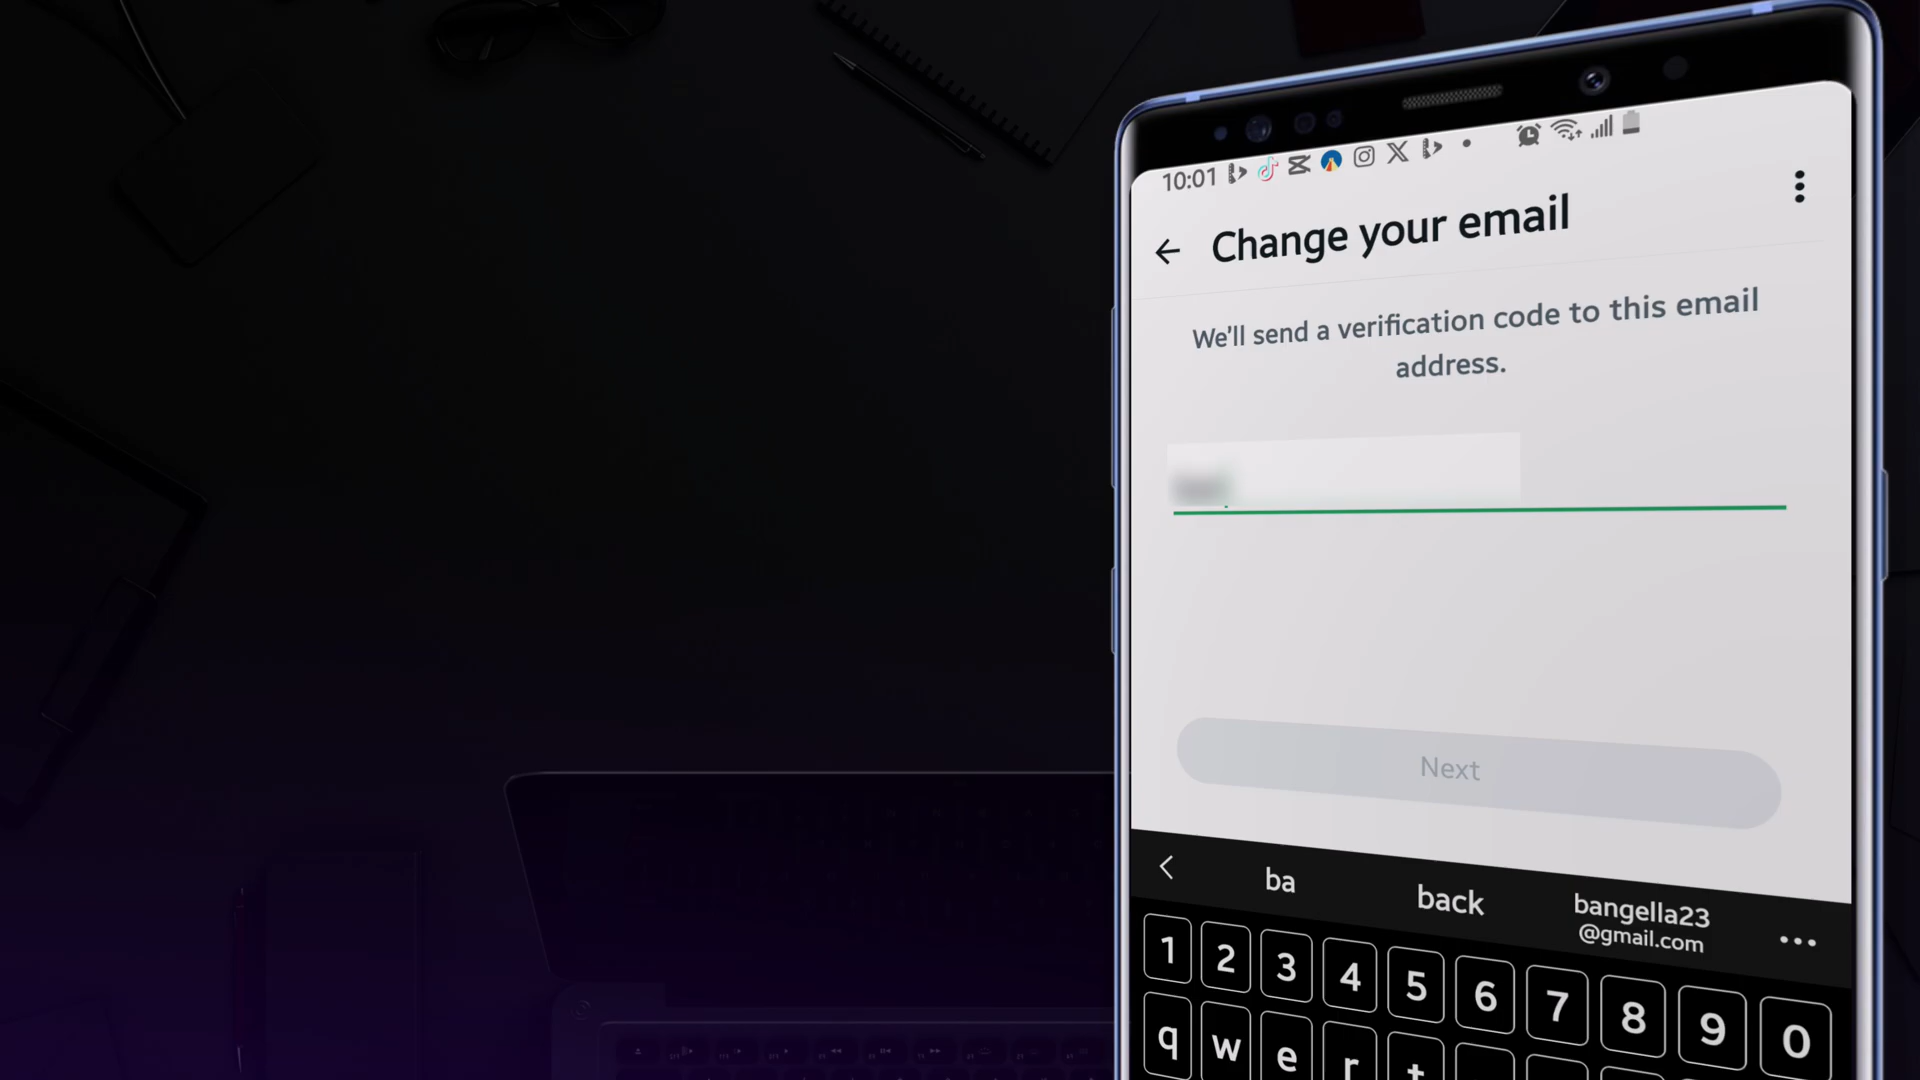 10:01
Change your email
We'll send a verification code to this email
address.
Next
ba
back
bangella23
@gmail.com
1 2 3 4 5 6 7 8 9 0
q w e r t